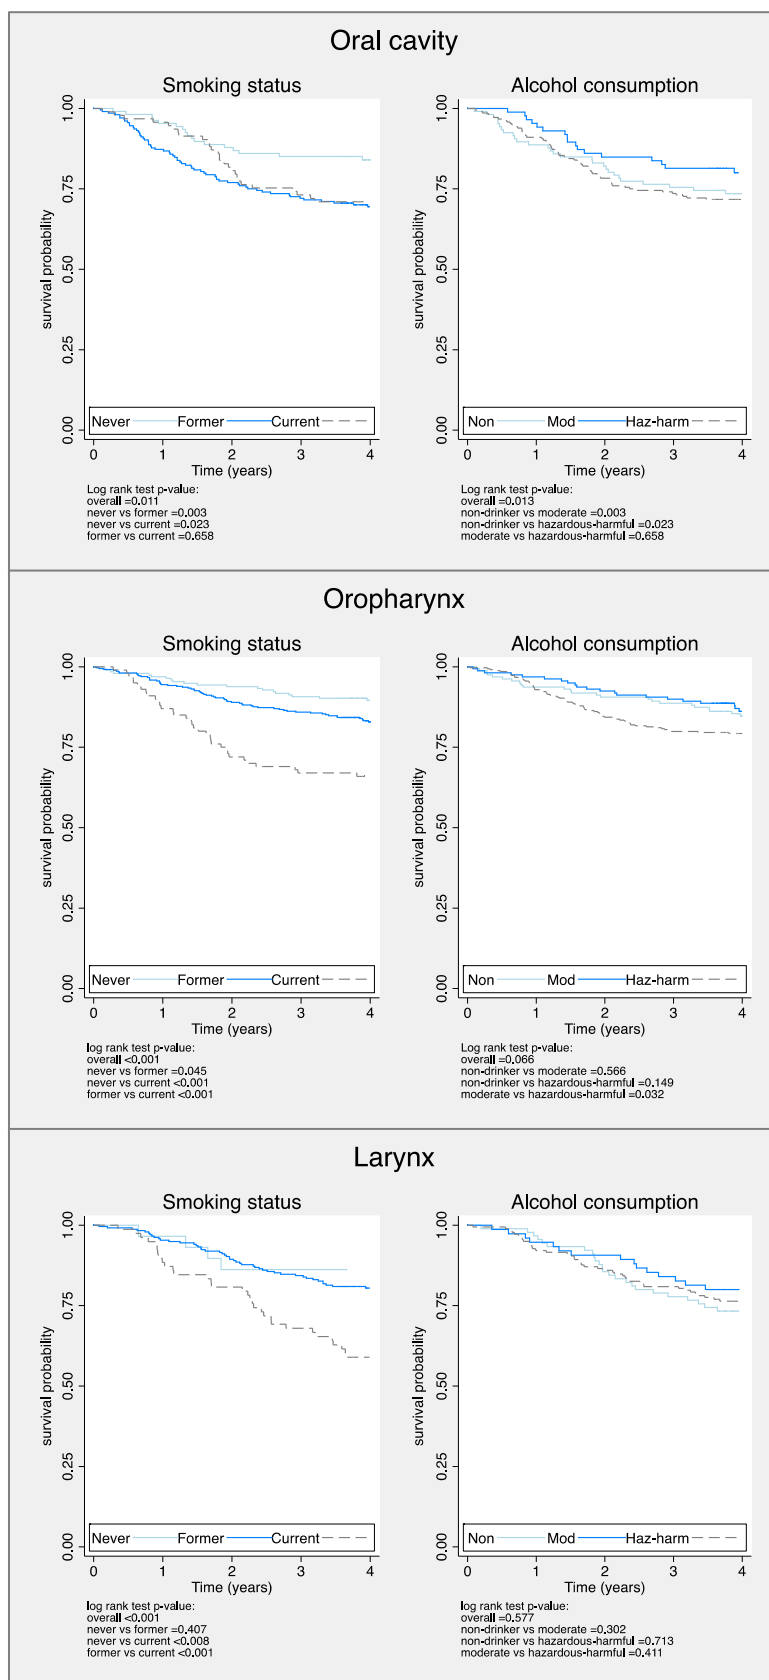 Oral cavity
Smoking status
survival probability
1.00
0.75
0.50
0.25
0.00
Never Former Current
0 1 2 3 4
Time (years)
Log rank test p-value:
overall =0.011
never vs former =0.003
never vs current =0.023
former vs current =0.658
Alcohol consumption
survival probability
1.00
0.75
0.50
0.25
0.00
Non Mod Haz-harm
0 1 2 3 4
Time (years)
Log rank test p-value:
overall =0.013
non-drinker vs moderate =0.003
non-drinker vs hazardous-harmful =0.023
moderate vs hazardous-harmful =0.658
Oropharynx
Smoking status
survival probability
1.00
0.75
0.50
0.25
0.00
Never Former Current
0 1 2 3 4
Time (years)
log rank test p-value:
overall <0.001
never vs former =0.045
never vs current <0.001
former vs current <0.001
Alcohol consumption
survival probability
1.00
0.75
0.50
0.25
0.00
Non Mod Haz-harm
0 1 2 3 4
Time (years)
Log rank test p-value:
overall =0.066
non-drinker vs moderate =0.566
non-drinker vs hazardous-harmful =0.149
moderate vs hazardous-harmful =0.032
Larynx
Smoking status
survival probability
1.00
0.75
0.50
0.25
0.00
Never Former Current
0 1 2 3 4
Time (years)
log rank test p-value:
overall <0.001
never vs former =0.407
never vs current <0.008
former vs current <0.001
Alcohol consumption
survival probability
1.00
0.75
0.50
0.25
0.00
Non Mod Haz-harm
0 1 2 3 4
Time (years)
log rank test p-value:
overall =0.577
non-drinker vs moderate =0.302
non-drinker vs hazardous-harmful =0.713
moderate vs hazardous-harmful =0.411